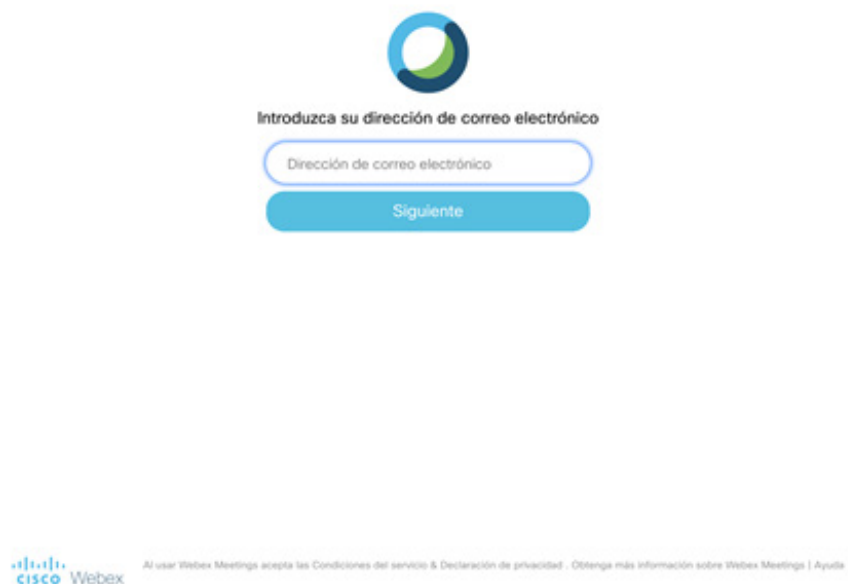 Introduzca su dirección de correo electrónico
Dirección de correo electrónico
Siguiente
cisco Webex
Al usar Webex Meetings acepta las Condiciones del servicio & Declaración de privacidad . Obtenga más información sobre Webex Meetings | Ayuda